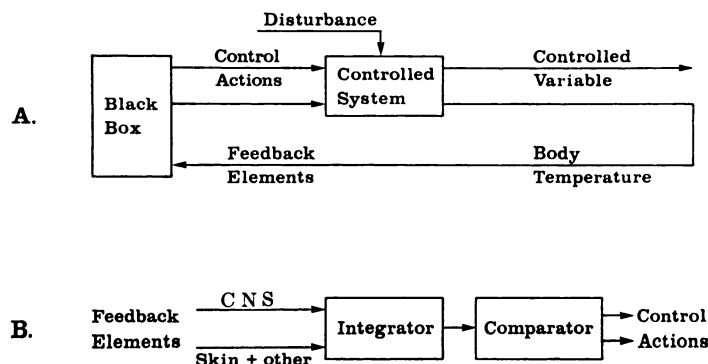 Disturbance
A.
Black
Box
Control
Actions
Controlled
System
Controlled
Variable
Feedback
Elements
Body
Temperature
B.
Feedback
Elements
C N S
Skin + other
Integrator
Comparator
Control
Actions